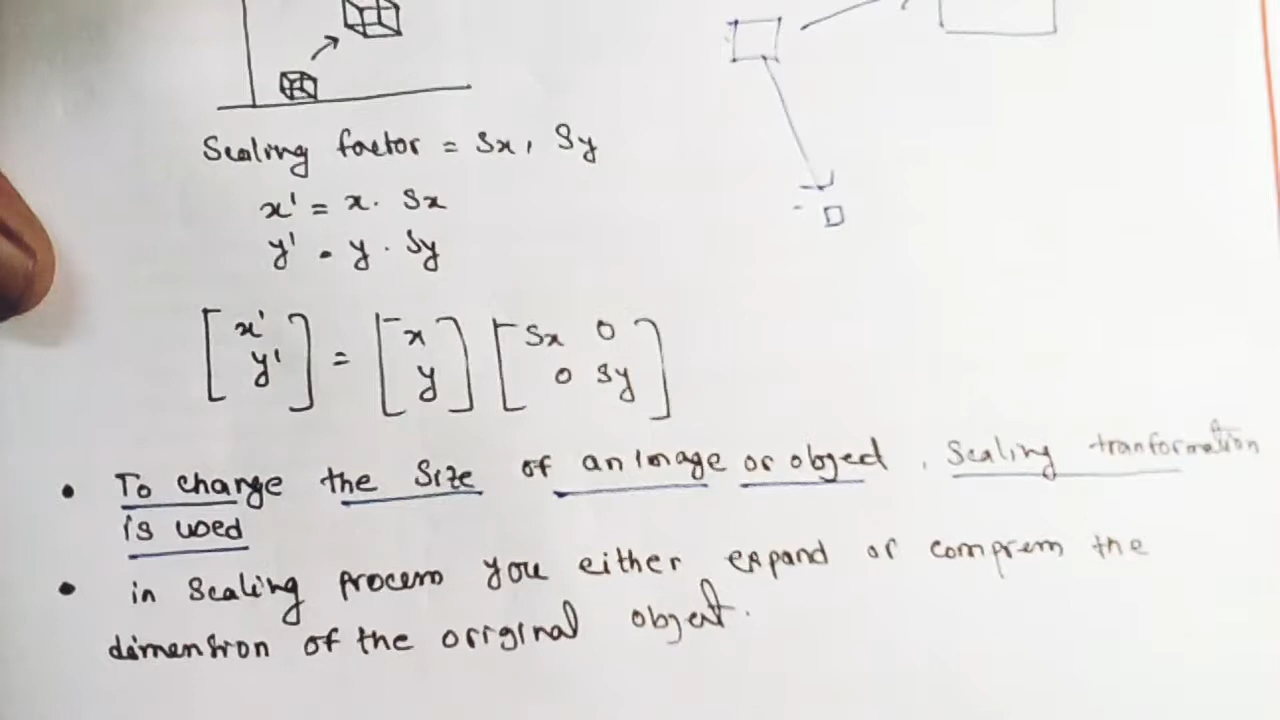 Scaling factor = Sx, Sy
x' = x. Sx
y' = y. Sy
[x' y'] = [x y] [Sx 0 0 Sy]
• To change the Size of an image or object, Scaling tranformation
is used
• in scaling process you either expand or compress the
dimension of the original object.